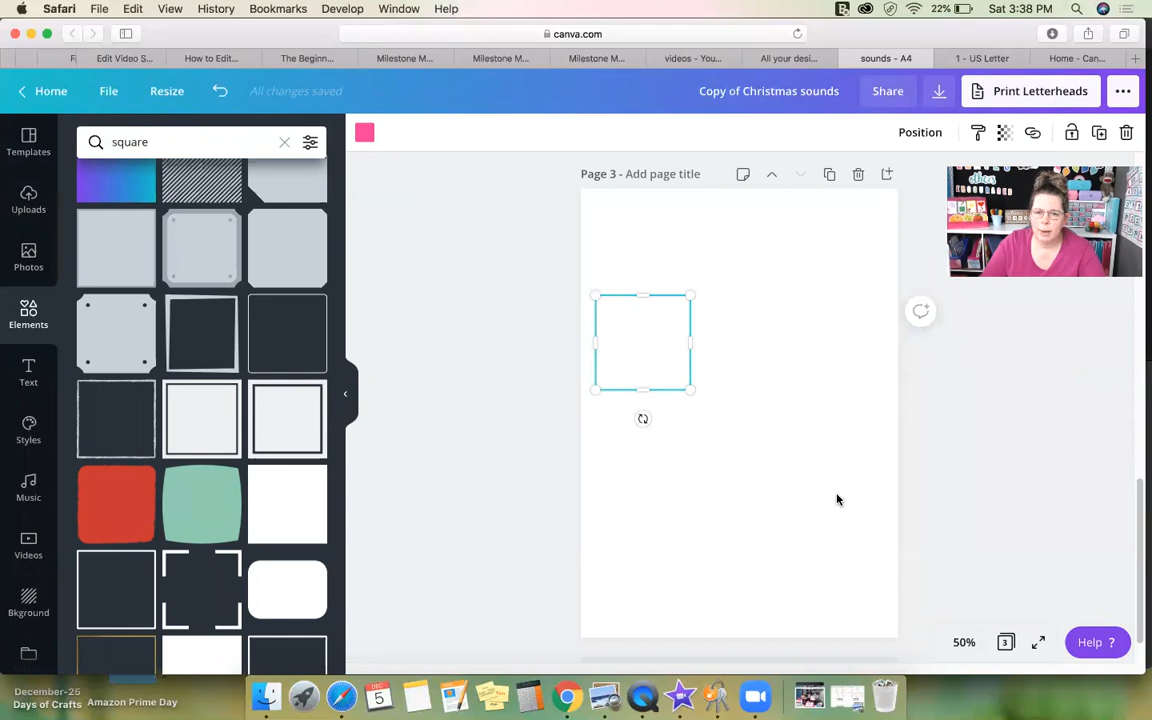 Safari File Edit View History Bookmarks Develop Window Help 22% Sat 3:38 PM
canva.com
Edit Video S... How to Edit... The Beginn... Milestone M... Milestone M... Milestone M... videos - You... All your desi... sounds - A4 1 - US Letter Home - Can...
Home File Resize All changes saved Copy of Christmas sounds Share Print Letterheads
square
Position
Templates
Uploads
Photos
Elements
Text
Styles
Music
Videos
Bkground
Page 3 - Add page title
others
50% 3 Help ?
December-25
Days of Crafts Amazon Prime Day
DEC
5